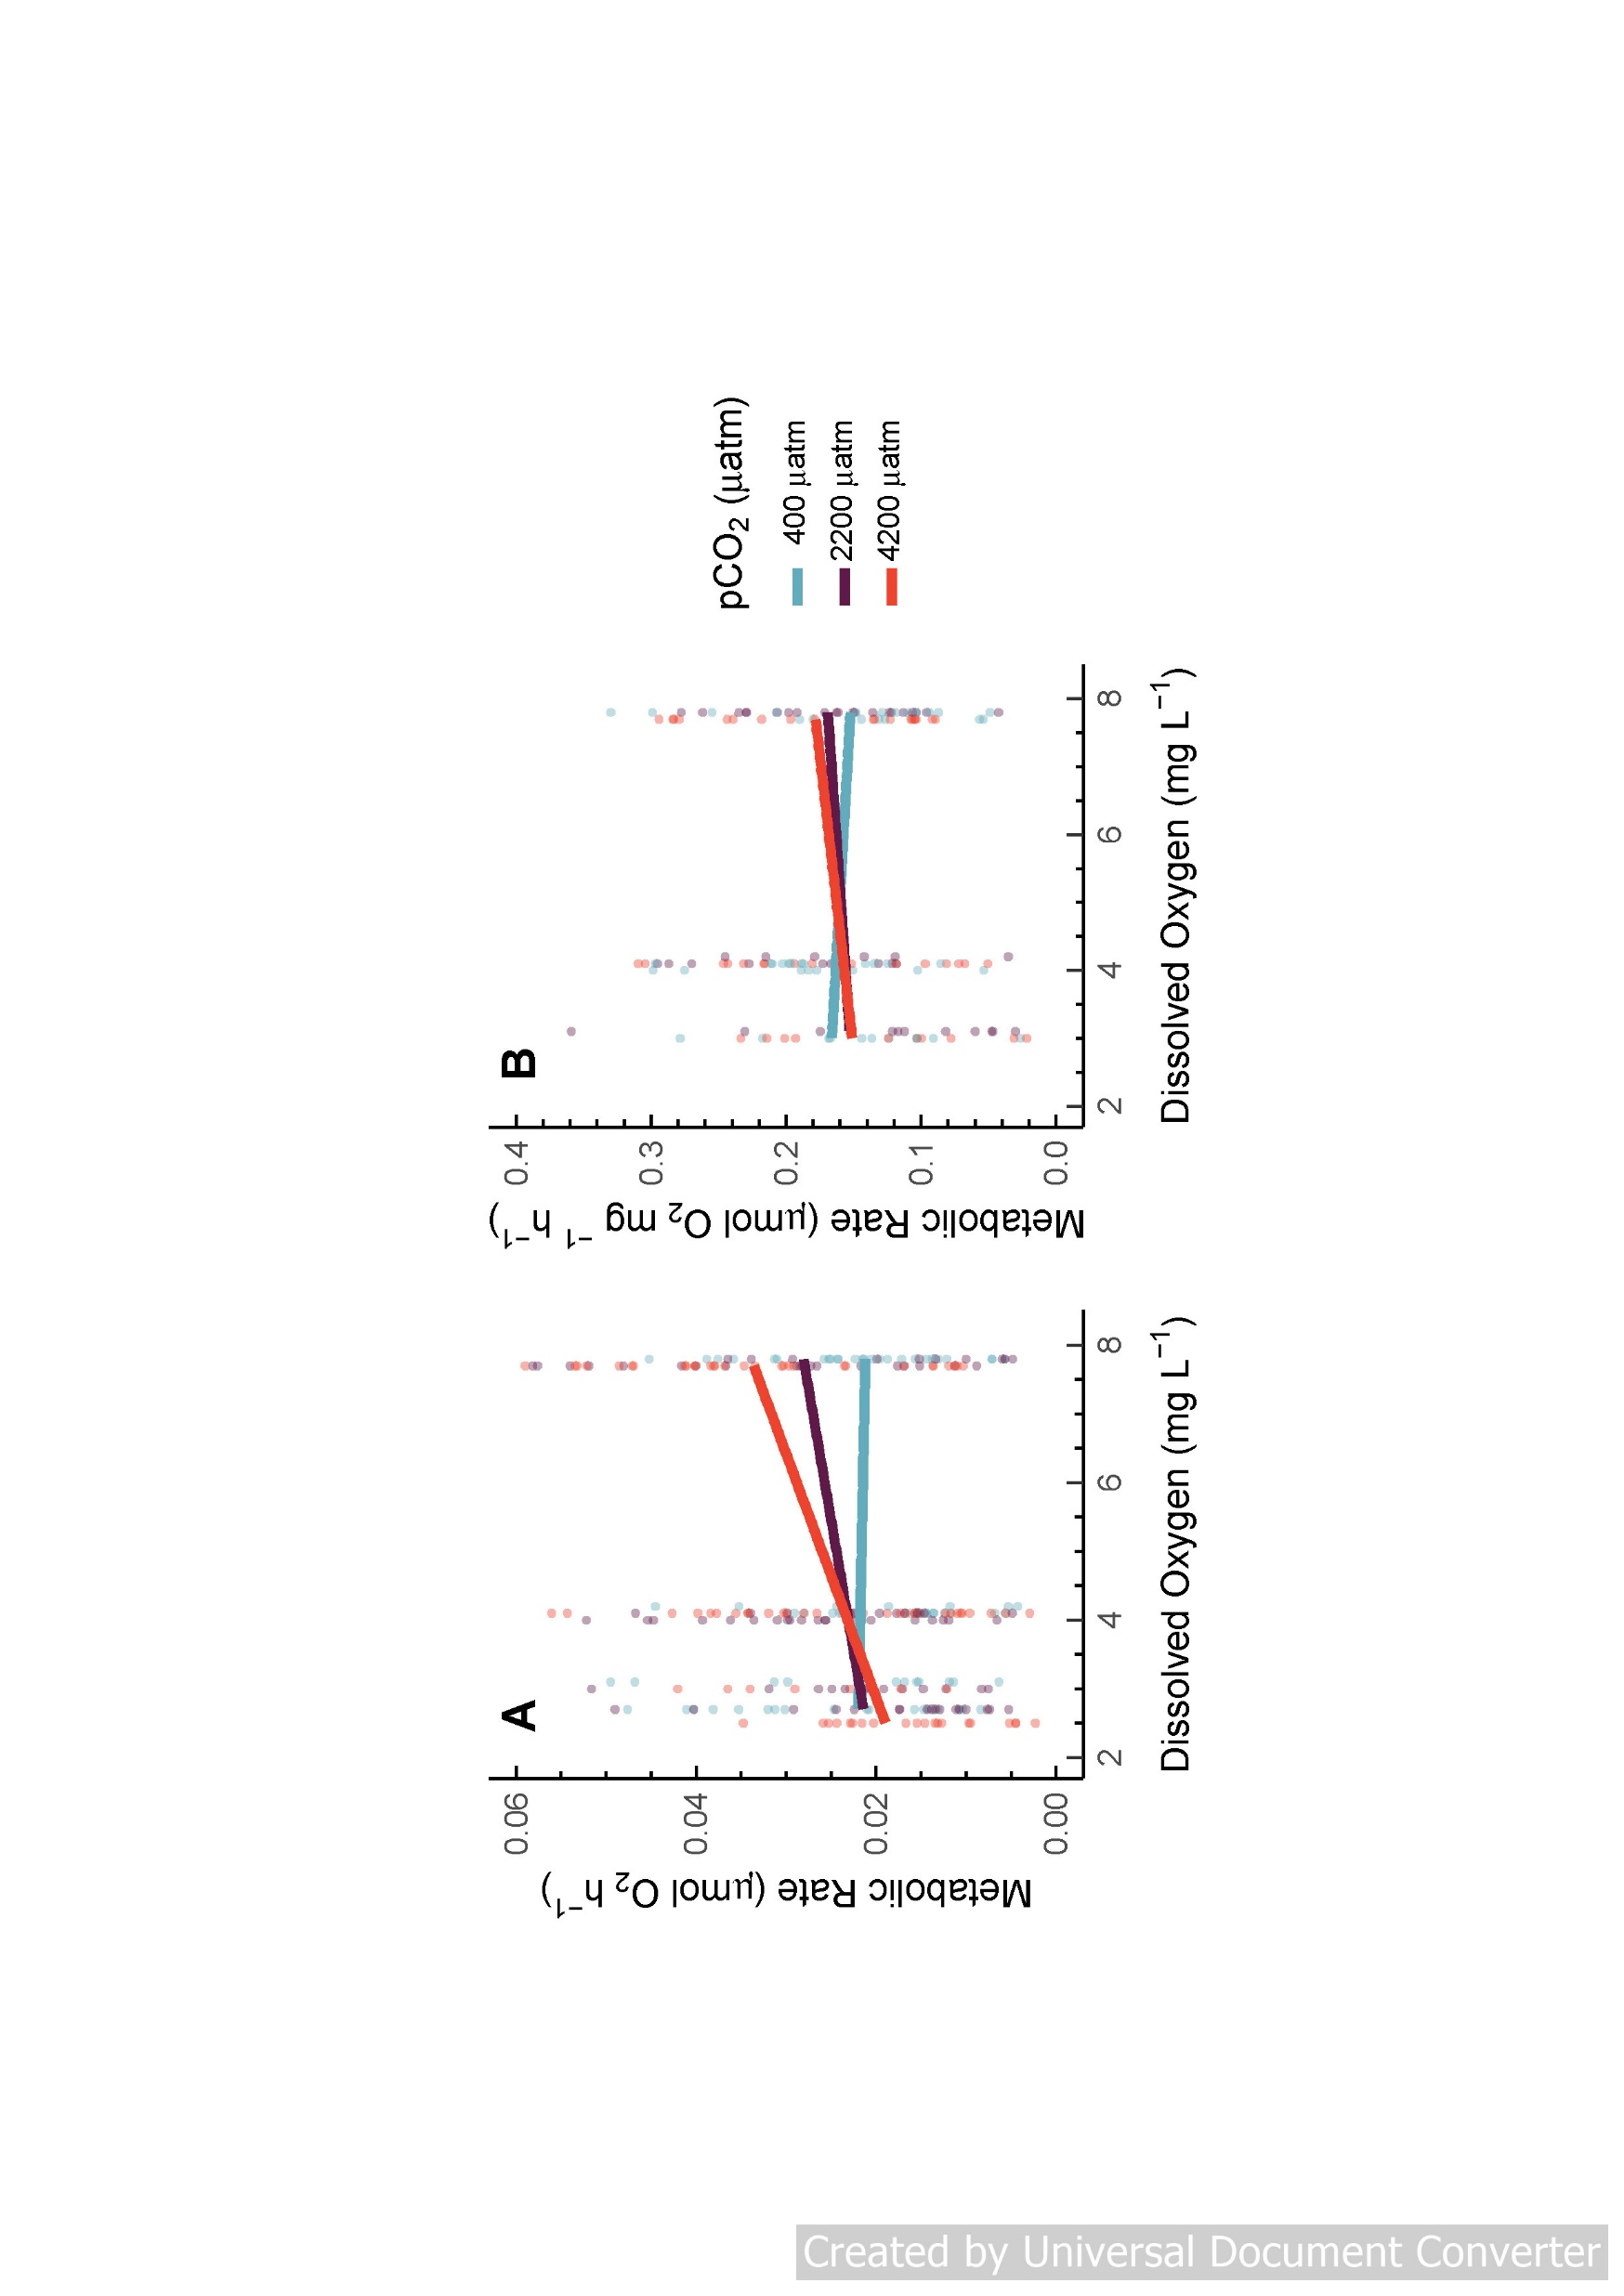 A
Metabolic Rate (μmol O₂ h⁻¹)
0.06
0.04
0.02
0.00
2 4 6 8
Dissolved Oxygen (mg L⁻¹)
B
Metabolic Rate (μmol O₂ mg⁻¹ h⁻¹)
0.4
0.3
0.2
0.1
0.0
2 4 6 8
Dissolved Oxygen (mg L⁻¹)
pCO₂ (μatm)
400 μatm
2200 μatm
4200 μatm
Created by Universal Document Converter